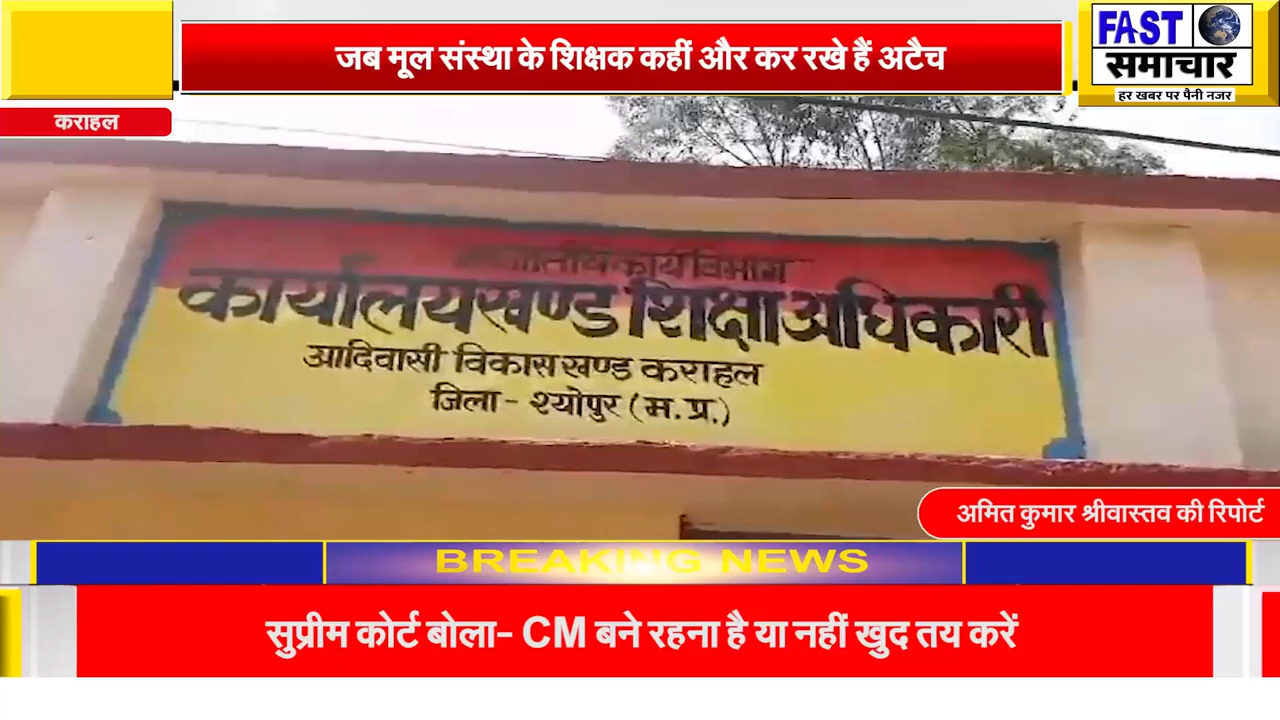 जब मूल संस्था के शिक्षक कहीं और कर रखे हैं अटैच
FAST
समाचार
हर खबर पर पैनी नजर
कराहल
कार्य विभाग
कार्यालय खण्ड शिक्षा अधिकारी
आदिवासी विकास खण्ड कराहल
जिला - श्योपुर (म.प्र.)
अमित कुमार श्रीवास्तव की रिपोर्ट
BREAKING NEWS
सुप्रीम कोर्ट बोला- CM बने रहना है या नहीं खुद तय करें